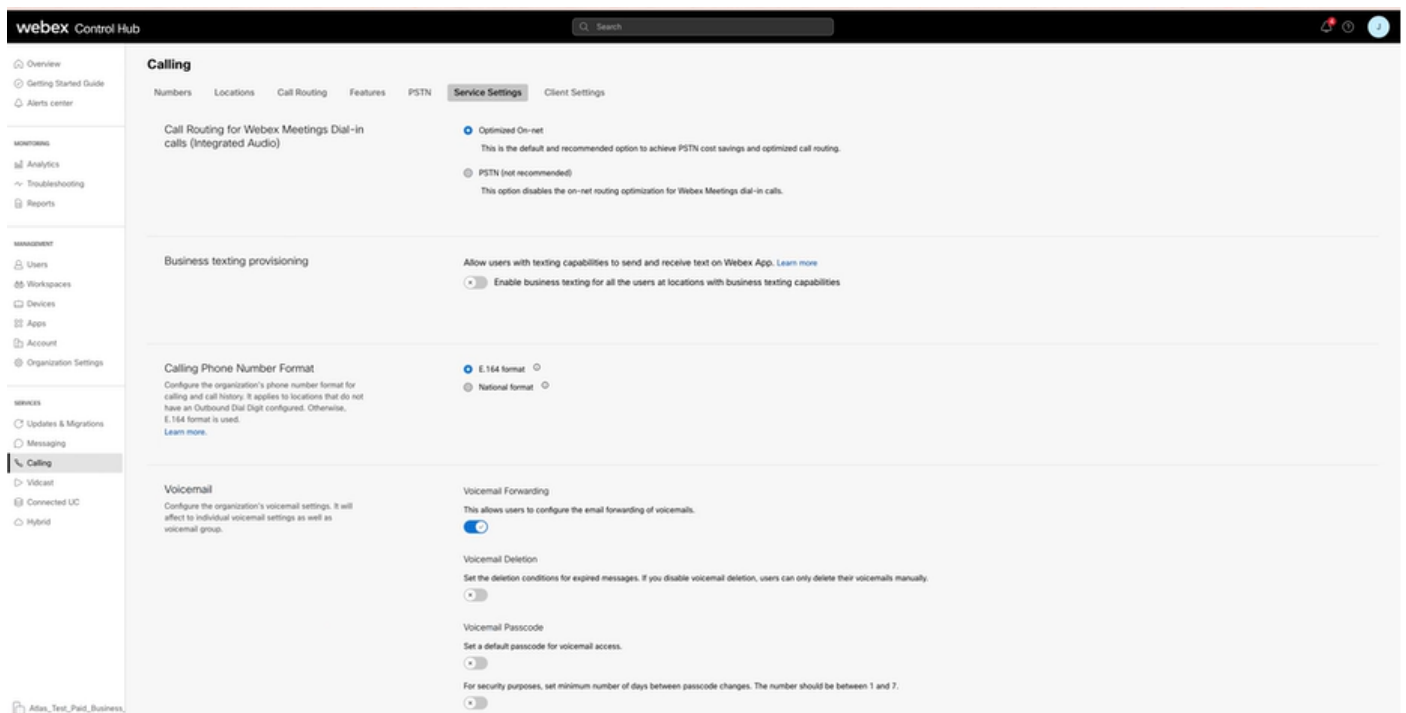 webex Control Hub
Search
4
J
Overview
Getting Started Guide
Alerts center
MONITORING
Analytics
Troubleshooting
Reports
MANAGEMENT
Users
Workspaces
Devices
Apps
Account
Organization Settings
SERVICES
Updates & Migrations
Messaging
Calling
Vidcast
Connected UC
Hybrid
Atlas_Test_Paid_Business_
Calling
Numbers Locations Call Routing Features PSTN Service Settings Client Settings
Call Routing for Webex Meetings Dial-in
calls (Integrated Audio)
Optimized On-net
This is the default and recommended option to achieve PSTN cost savings and optimized call routing.
PSTN (not recommended)
This option disables the on-net routing optimization for Webex Meetings dial-in calls.
Business texting provisioning
Allow users with texting capabilities to send and receive text on Webex App. Learn more
Enable business texting for all the users at locations with business texting capabilities
Calling Phone Number Format
Configure the organization's phone number format for
calling and call history. It applies to locations that do not
have an Outbound Dial Digit configured. Otherwise,
E.164 format is used.
Learn more.
E.164 format
National format
Voicemail
Configure the organization's voicemail settings. It will
affect to individual voicemail settings as well as
voicemail group.
Voicemail Forwarding
This allows users to configure the email forwarding of voicemails.
Voicemail Deletion
Set the deletion conditions for expired messages. If you disable voicemail deletion, users can only delete their voicemails manually.
Voicemail Passcode
Set a default passcode for voicemail access.
For security purposes, set minimum number of days between passcode changes. The number should be between 1 and 7.